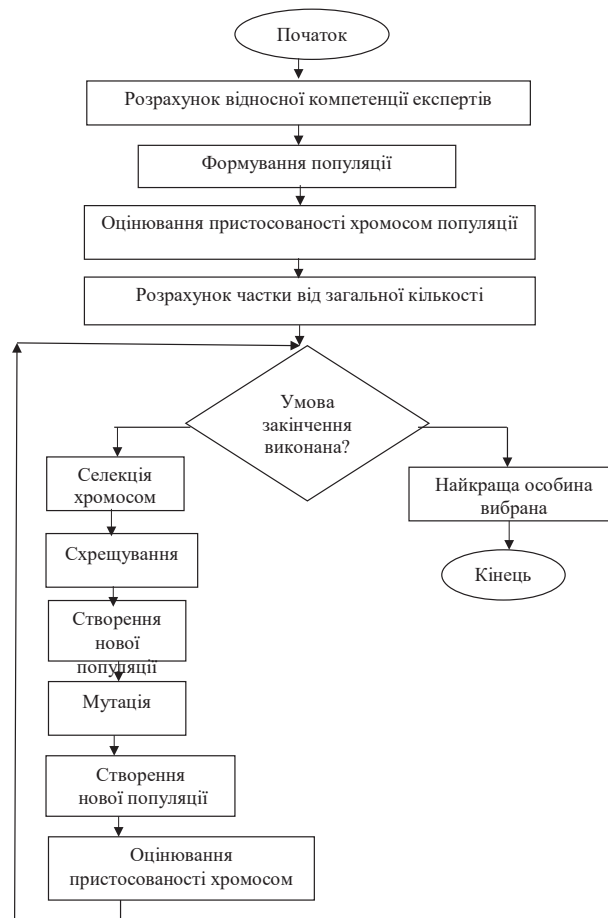 Початок
Розрахунок відносної компетенції експертів
Формування популяції
Оцінювання пристосованості хромосом популяції
Розрахунок частки від загальної кількості
Умова
закінчення
виконана?
Селекція
хромосом
Схрещування
Створення
нової
популяції
Мутація
Створення
нової популяції
Оцінювання
пристосованості хромосом
Найкраща особина
вибрана
Кінець